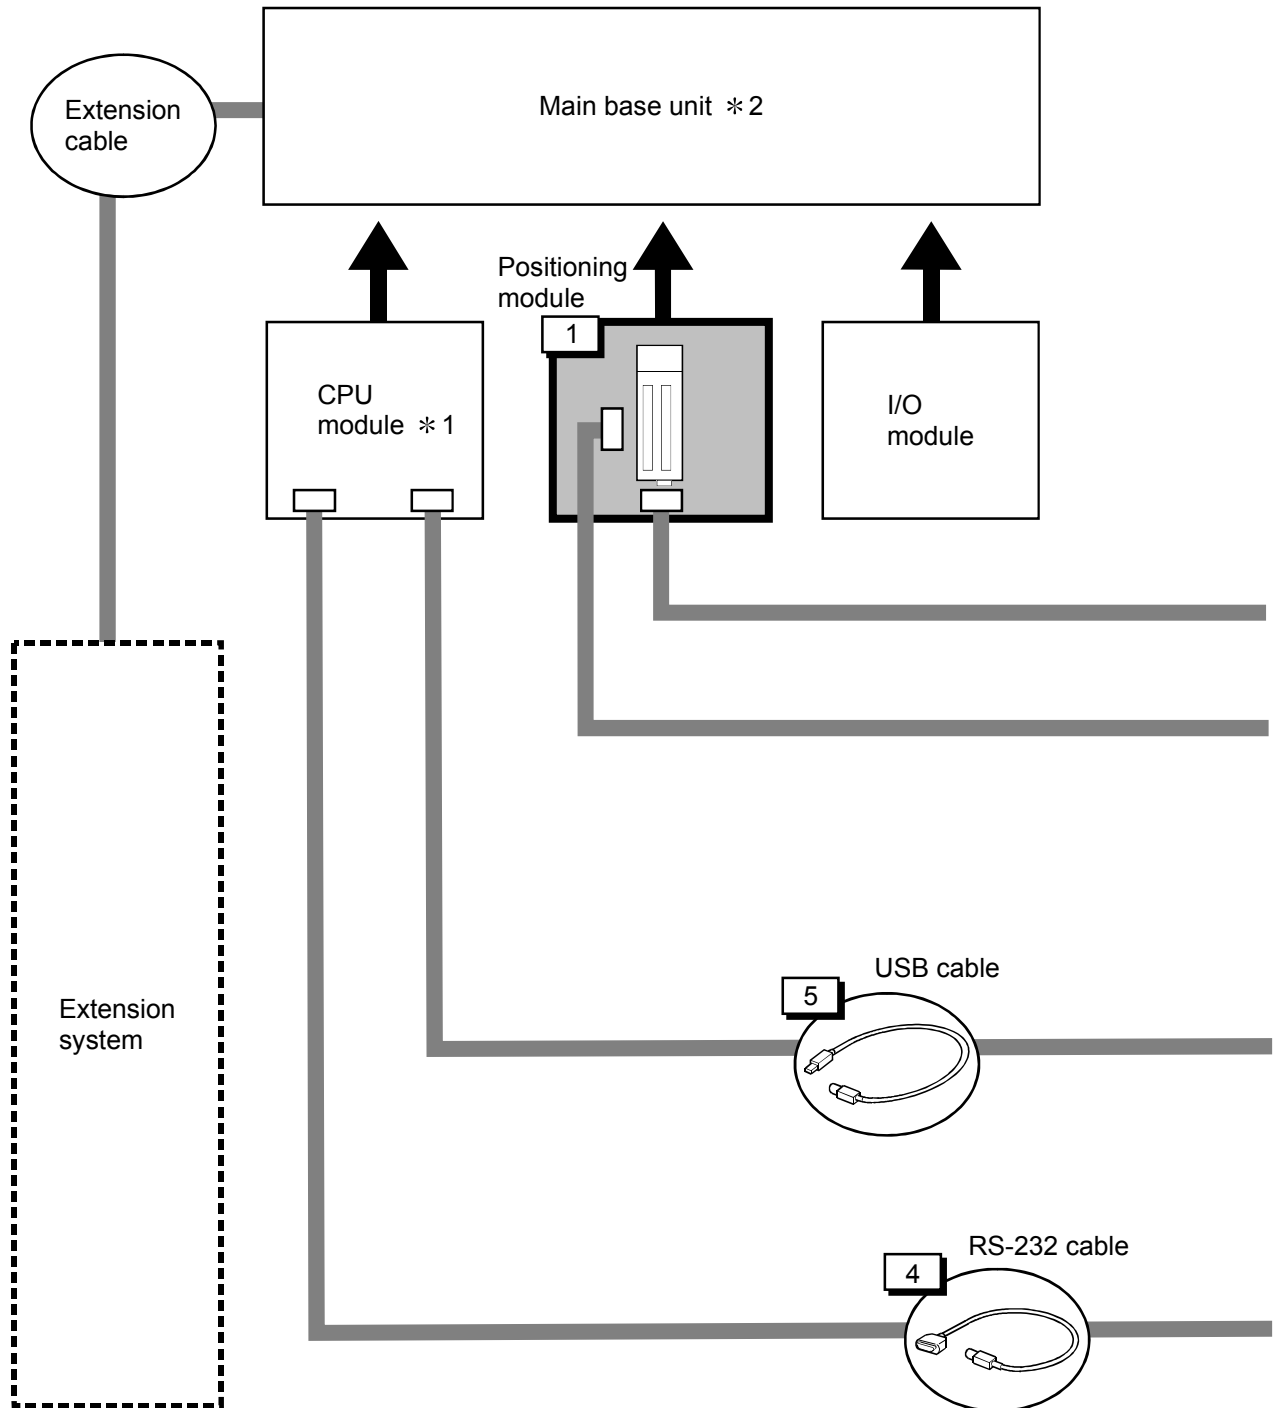 Extension
cable
Main base unit ＊2
Positioning
module
1
CPU
module ＊1
I/O
module
USB cable
5
Extension
system
RS-232 cable
4